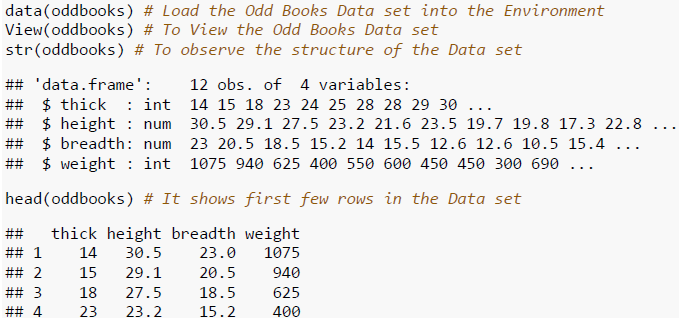 data(oddbooks) # Load the Odd Books Data set into the Environment
View(oddbooks) # To View the Odd Books Data set
str(oddbooks) # To observe the structure of the Data set
## 'data.frame':    12 obs. of  4 variables:
##  $ thick  : int  14 15 18 23 24 25 28 28 29 30 ...
##  $ height : num  30.5 29.1 27.5 23.2 21.6 23.5 19.7 19.8 17.3 22.8 ...
##  $ breadth: num  23 20.5 18.5 15.2 14 15.5 12.6 12.6 10.5 15.4 ...
##  $ weight : int  1075 940 625 400 550 600 450 450 300 690 ...
head(oddbooks) # It shows first few rows in the Data set
##   thick height breadth weight
## 1    14   30.5    23.0   1075
## 2    15   29.1    20.5    940
## 3    18   27.5    18.5    625
## 4    23   23.2    15.2    400